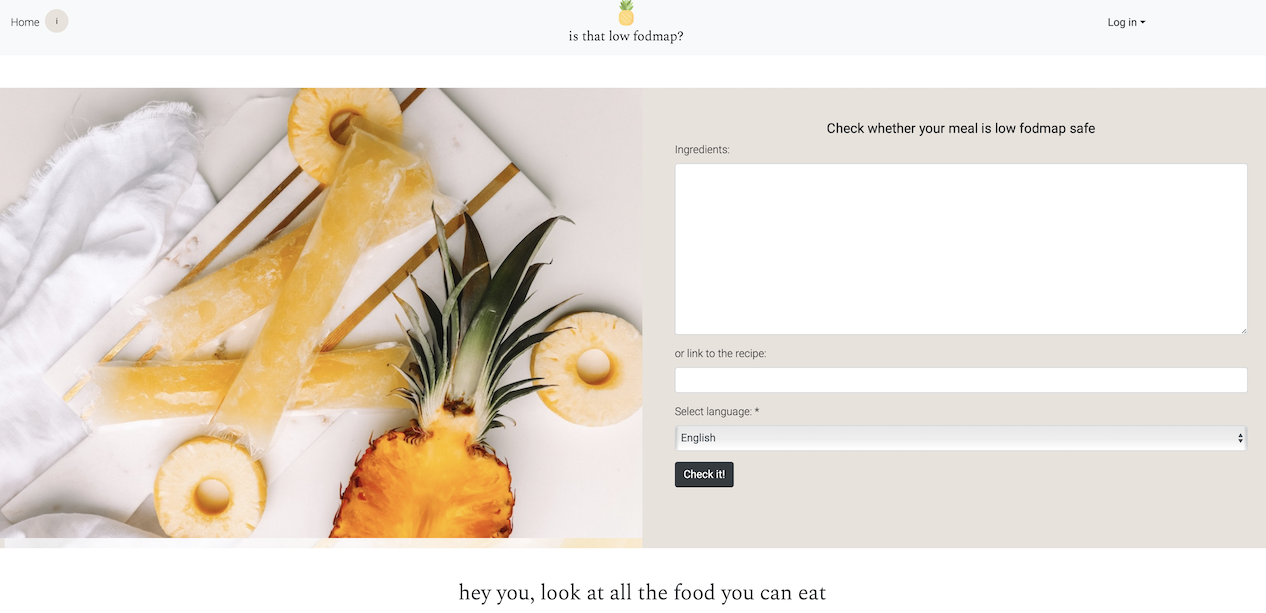 Home
i
is that low fodmap?
Log in
Check whether your meal is low fodmap safe
Ingredients:
or link to the recipe:
Select language: *
English
Check it!
hey you, look at all the food you can eat